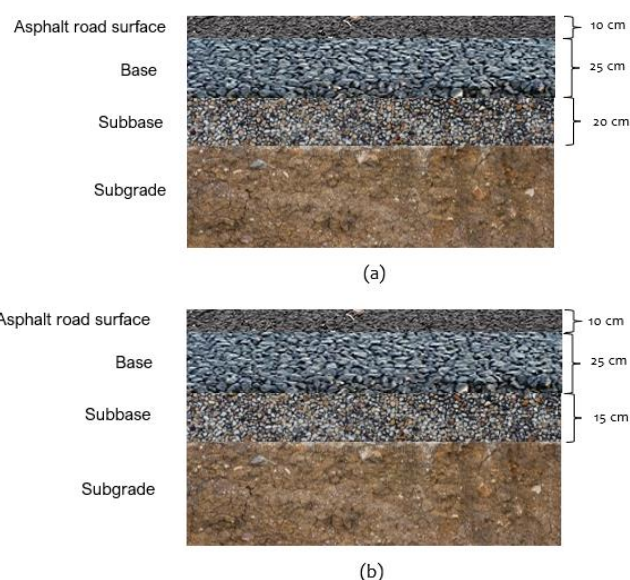 Asphalt road surface
10 cm
Base
25 cm
Subbase
20 cm
Subgrade
(a)
Asphalt road surface
10 cm
Base
25 cm
Subbase
15 cm
Subgrade
(b)